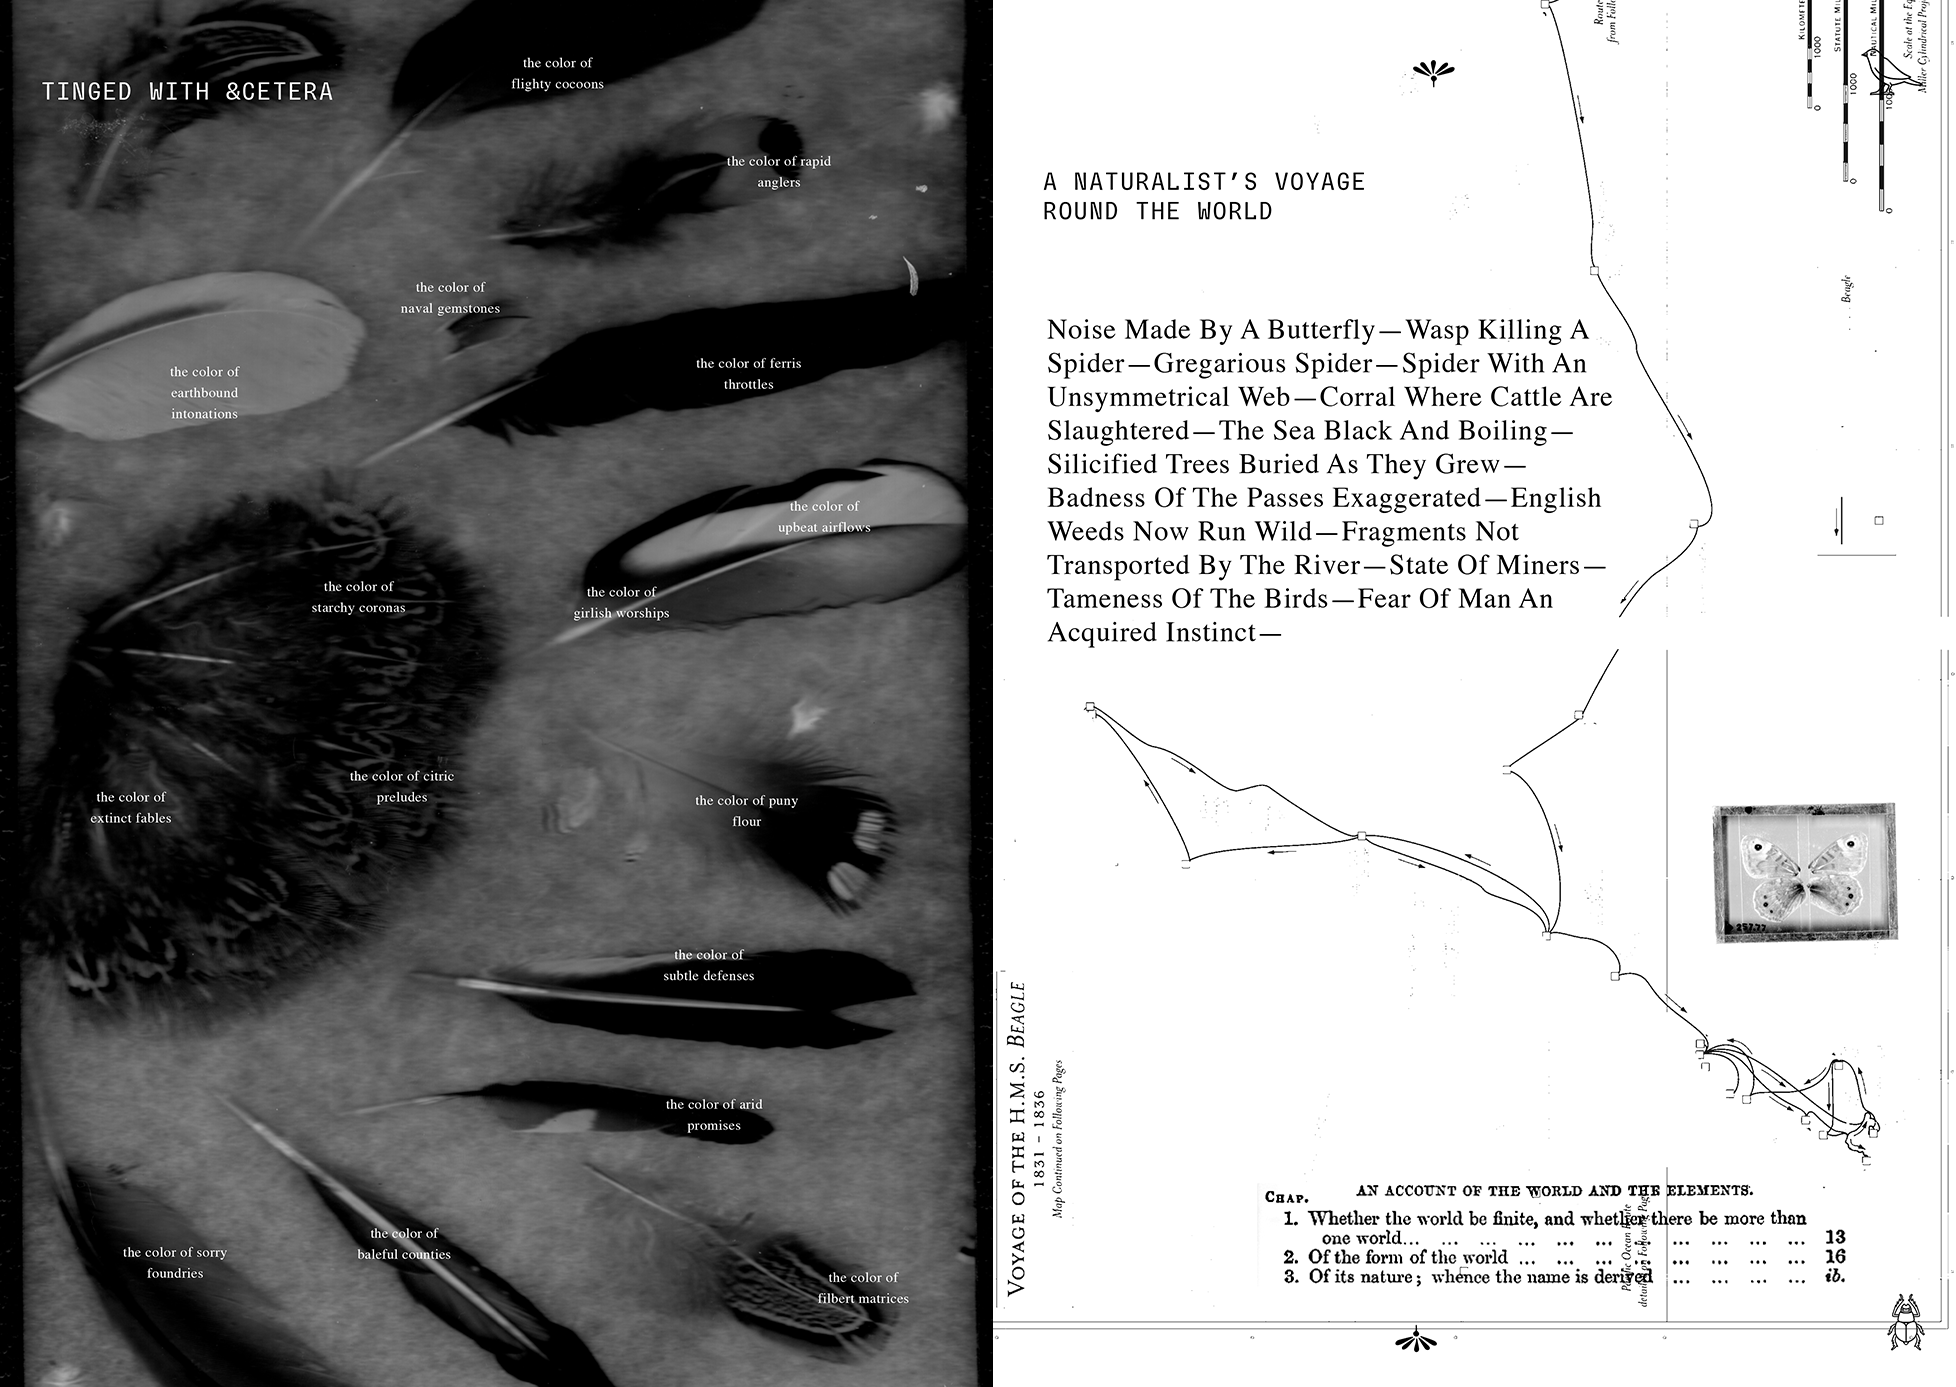 TINGED WITH &CETERA
the color of
flighty cocoons
the color of rapid
anglers
the color of
naval gemstones
the color of
earthbound
intonations
the color of ferris
throttles
the color of
upbeat airflows
the color of
girlish worships
the color of
starchy coronas
the color of citric
preludes
the color of
extinct fables
the color of puny
flour
the color of
subtle defenses
the color of arid
promises
the color of
baleful counties
the color of sorry
foundries
the color of
filbert matrices
A NATURALIST’S VOYAGE
ROUND THE WORLD
Noise Made By A Butterfly—Wasp Killing A
Spider—Gregarious Spider—Spider With An
Unsymmetrical Web—Corral Where Cattle Are
Slaughtered—The Sea Black And Boiling—
Silicified Trees Buried As They Grew—
Badness Of The Passes Exaggerated—English
Weeds Now Run Wild—Fragments Not
Transported By The River—State Of Miners—
Tameness Of The Birds—Fear Of Man An
Acquired Instinct—
Route
from Follo
KILOMETE
1000
0
STATUTE MIL
1000
0
NAUTICAL MIL
100
0
Scale at the Eq
Miller Cylindrical Proj
Beagle
257.77
VOYAGE OF THE H.M.S. BEAGLE
1831 – 1836
Map Continued on Following Pages
CHAP.
AN ACCOUNT OF THE WORLD AND THE ELEMENTS.
1. Whether the world be finite, and whether there be more than
one world... ... ... ... ... ... ... ... ... ... ... 13
2. Of the form of the world ... ... ... ... ... ... ... ... 16
3. Of its nature; whence the name is derived ... ... ... ... ib.
Pacific Ocean Route
detailed on Following Pages